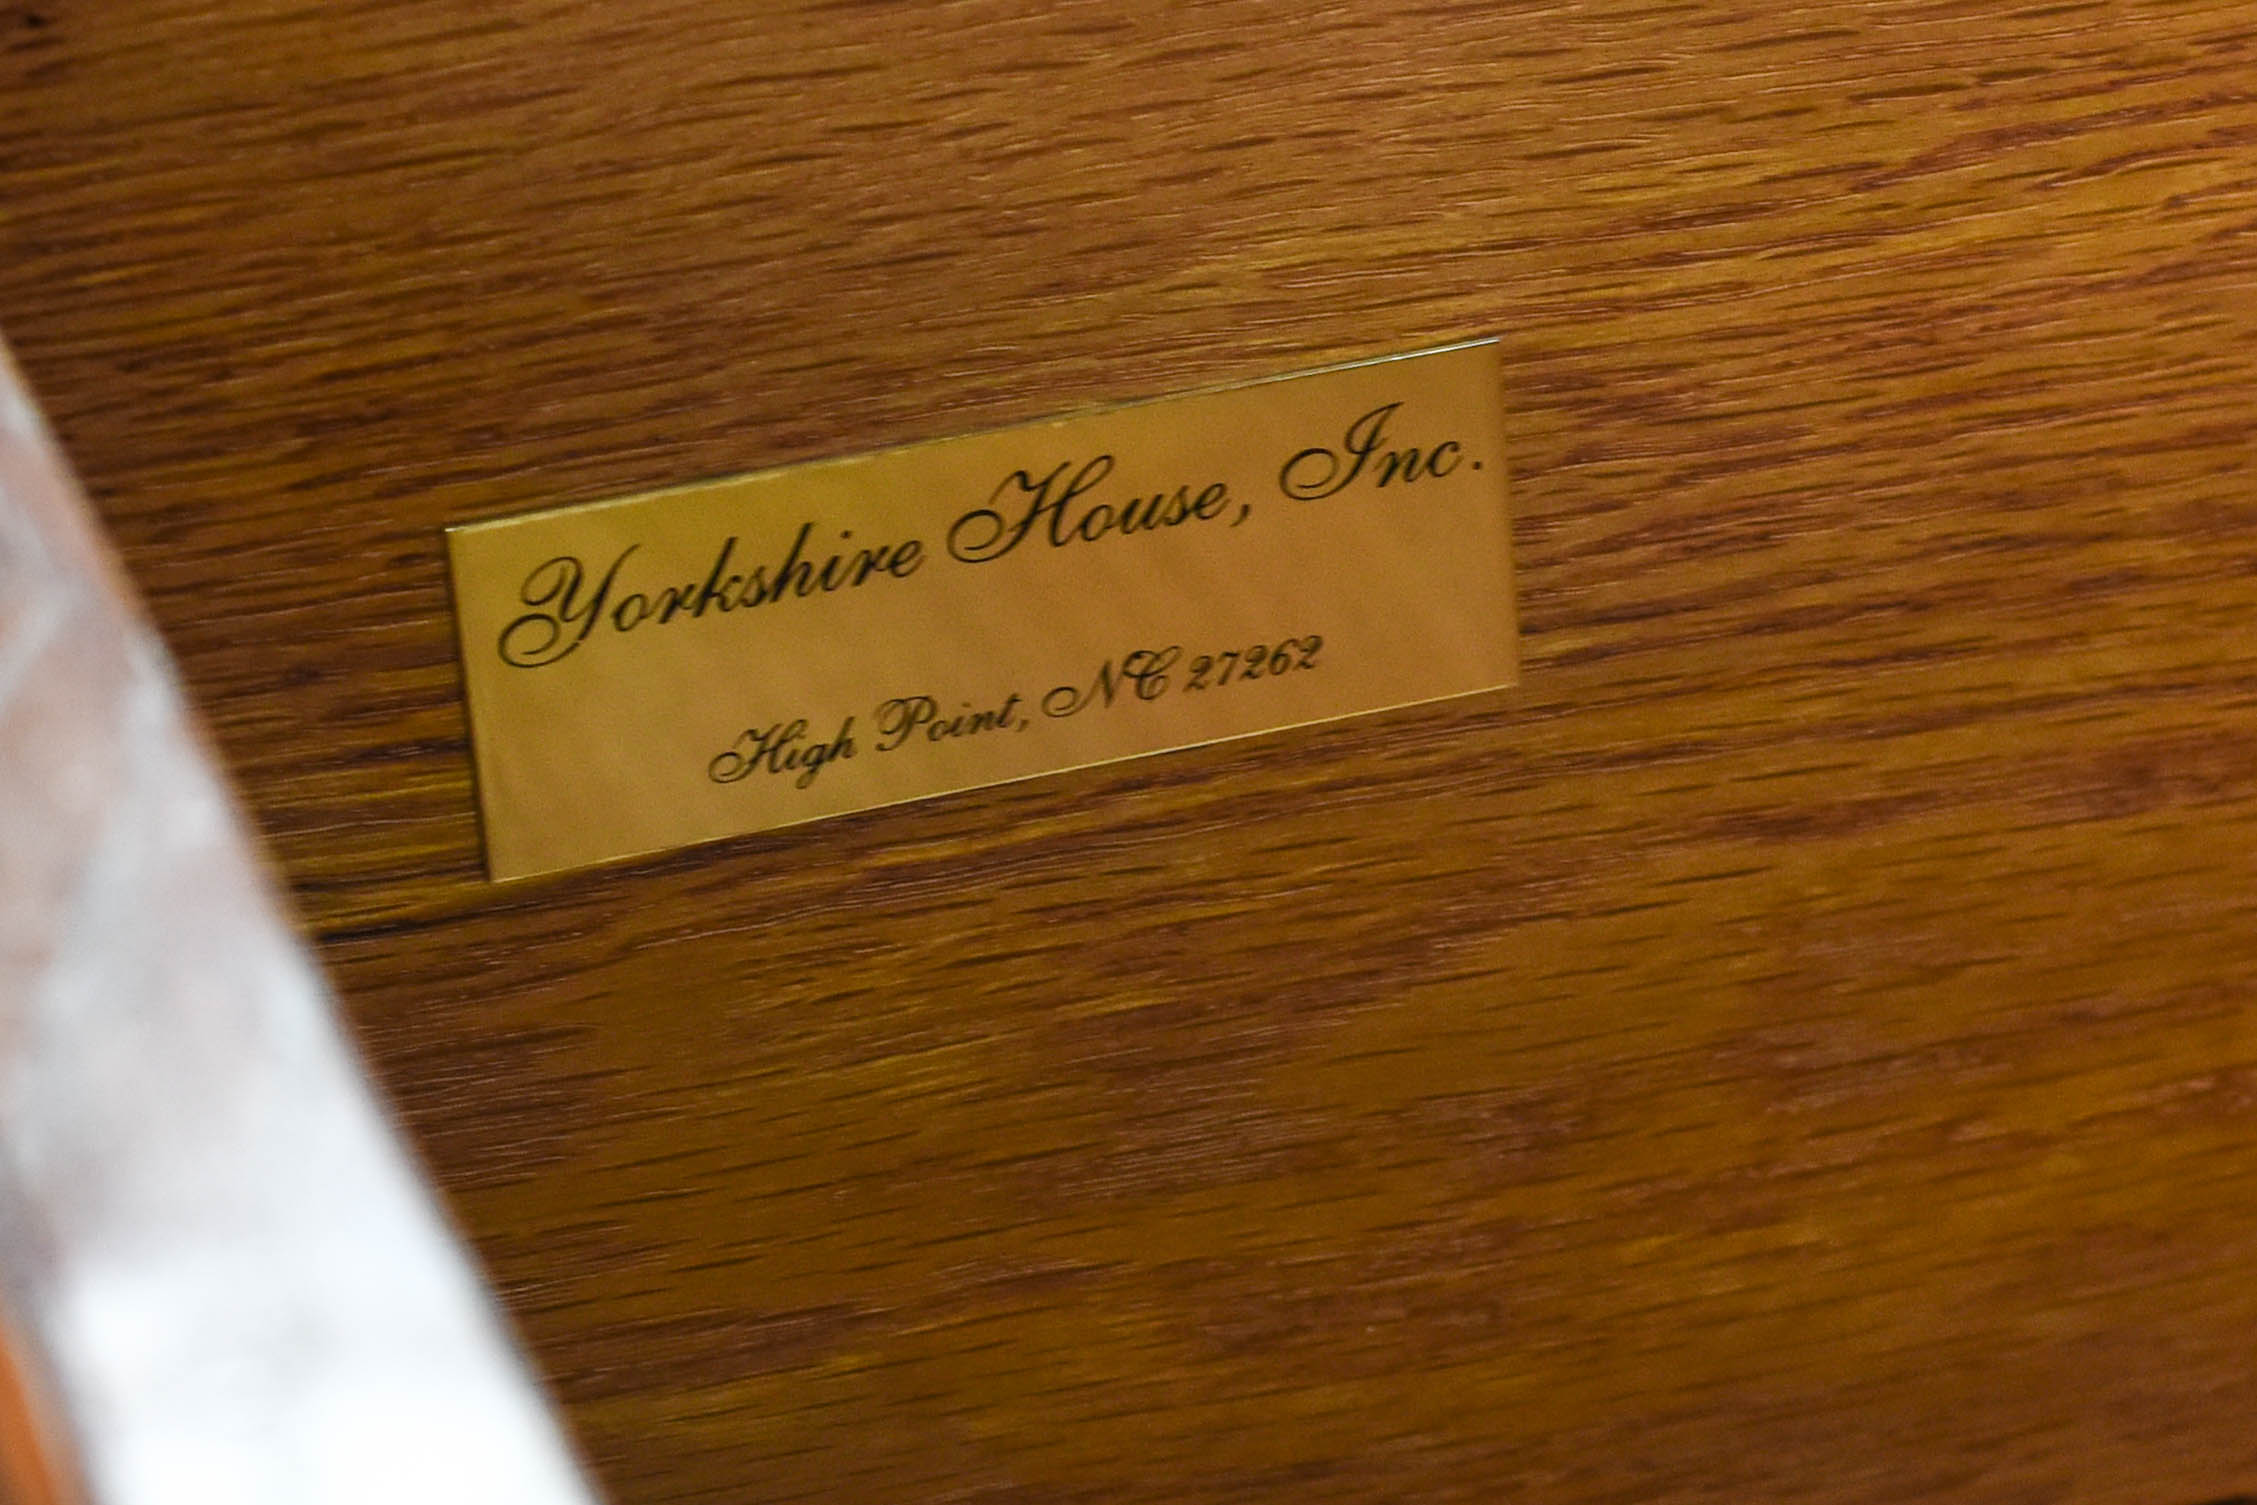 Yorkshire House, Inc.
High Point, NC 27262